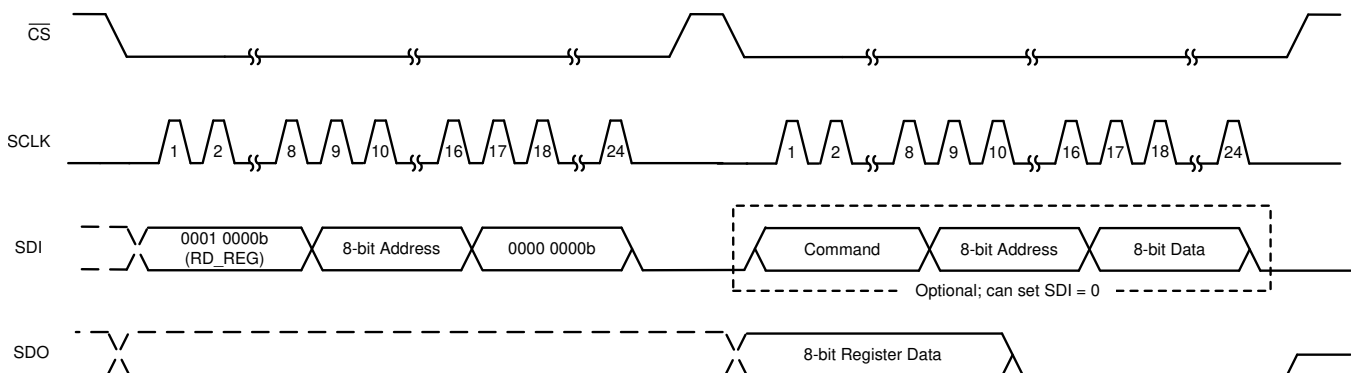 CS
SCLK
1 2 8 9 10 16 17 18 24 1 2 8 9 10 16 17 18 24
SDI
0001 0000b
(RD_REG)
8-bit Address
0000 0000b
Command
8-bit Address
8-bit Data
Optional; can set SDI = 0
SDO
8-bit Register Data